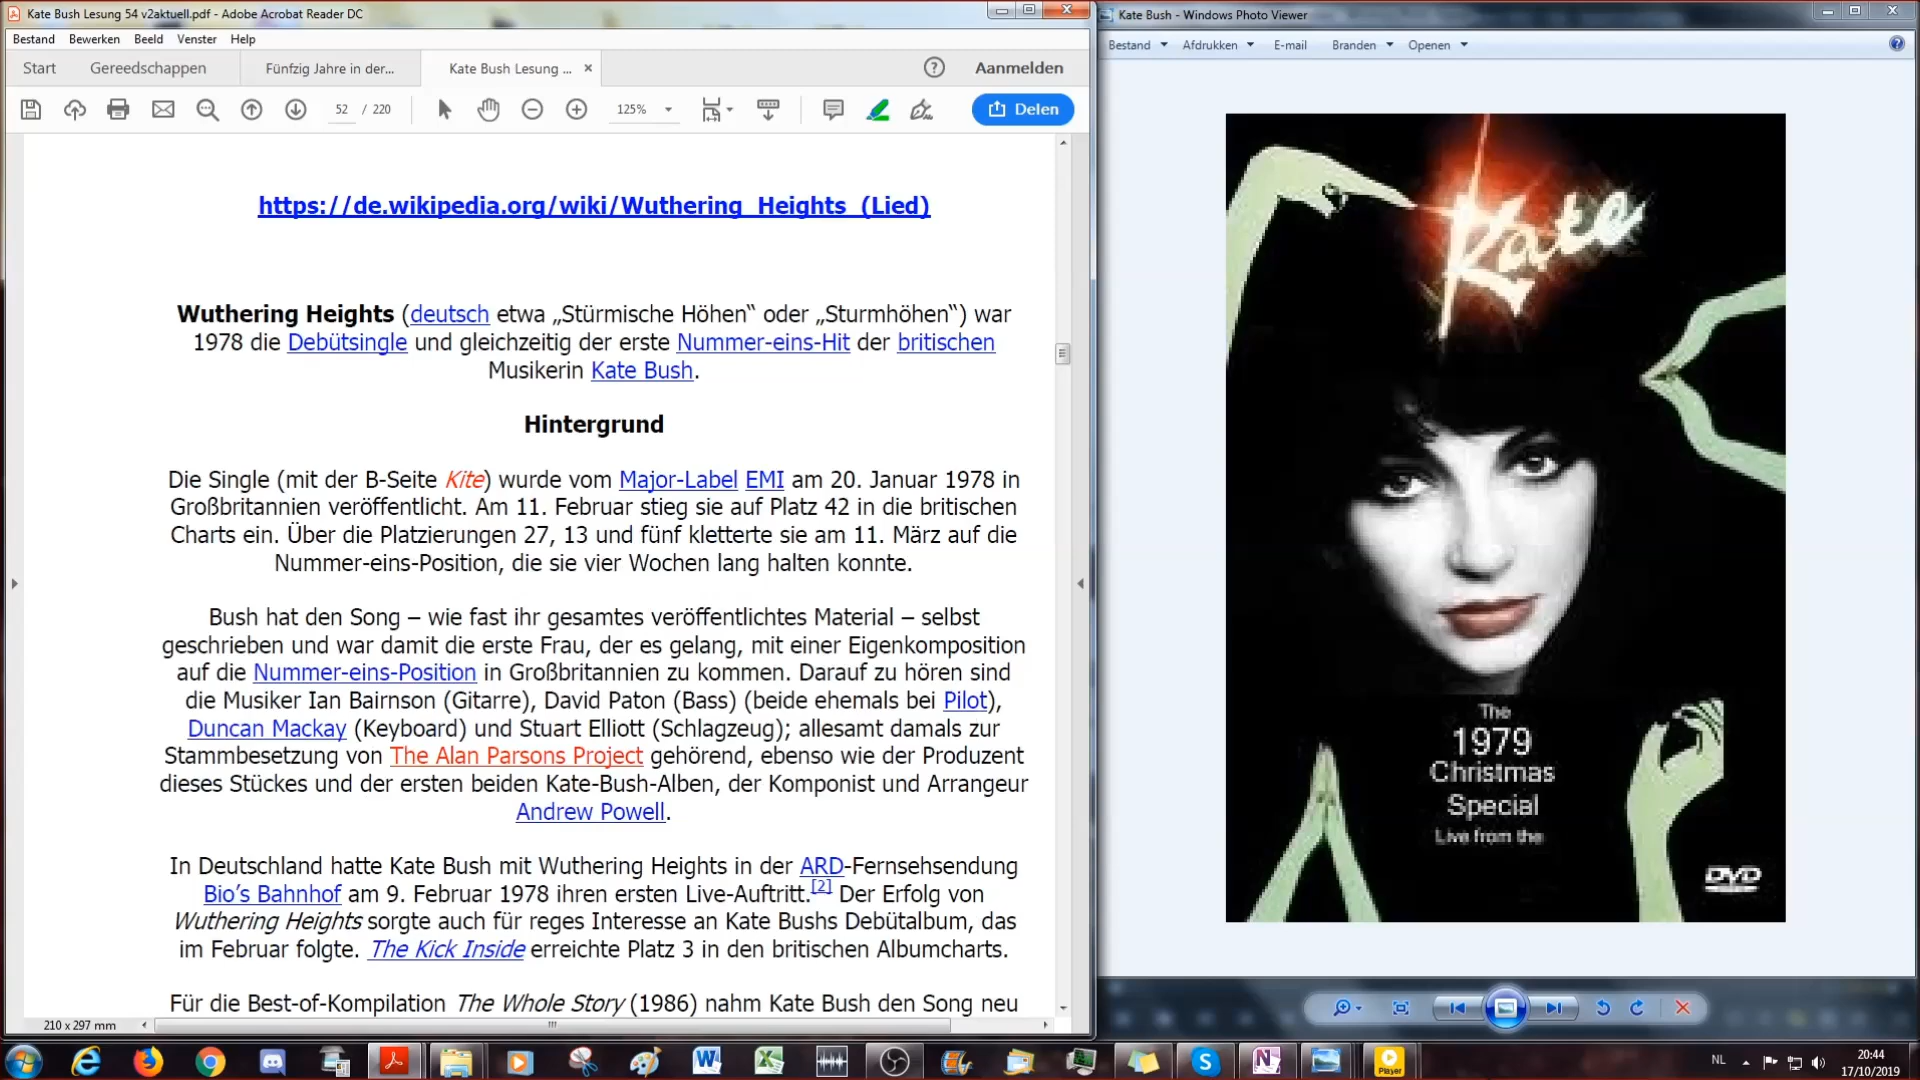 Kate Bush Lesung 54 v2aktuell.pdf - Adobe Acrobat Reader DC
Bestand Bewerken Beeld Venster Help
Start Gereedschappen Fünfzig Jahre in der... Kate Bush Lesung ... × Aanmelden
52 / 220 125% Delen
https://de.wikipedia.org/wiki/Wuthering_Heights_(Lied)
Wuthering Heights (deutsch etwa „Stürmische Höhen“ oder „Sturmhöhen“) war
1978 die Debütsingle und gleichzeitig der erste Nummer-eins-Hit der britischen
Musikerin Kate Bush.
Hintergrund
Die Single (mit der B-Seite Kite) wurde vom Major-Label EMI am 20. Januar 1978 in
Großbritannien veröffentlicht. Am 11. Februar stieg sie auf Platz 42 in die britischen
Charts ein. Über die Platzierungen 27, 13 und fünf kletterte sie am 11. März auf die
Nummer-eins-Position, die sie vier Wochen lang halten konnte.
Bush hat den Song – wie fast ihr gesamtes veröffentlichtes Material – selbst
geschrieben und war damit die erste Frau, der es gelang, mit einer Eigenkomposition
auf die Nummer-eins-Position in Großbritannien zu kommen. Darauf zu hören sind
die Musiker Ian Bairnson (Gitarre), David Paton (Bass) (beide ehemals bei Pilot),
Duncan Mackay (Keyboard) und Stuart Elliott (Schlagzeug); allesamt damals zur
Stammbesetzung von The Alan Parsons Project gehörend, ebenso wie der Produzent
dieses Stückes und der ersten beiden Kate-Bush-Alben, der Komponist und Arrangeur
Andrew Powell.
In Deutschland hatte Kate Bush mit Wuthering Heights in der ARD-Fernsehsendung
Bio's Bahnhof am 9. Februar 1978 ihren ersten Live-Auftritt.[2] Der Erfolg von
Wuthering Heights sorgte auch für reges Interesse an Kate Bushs Debütalbum, das
im Februar folgte. The Kick Inside erreichte Platz 3 in den britischen Albumcharts.
Für die Best-of-Kompilation The Whole Story (1986) nahm Kate Bush den Song neu
210 x 297 mm
Kate Bush - Windows Photo Viewer
Bestand Afdrukken E-mail Branden Openen
Kate
The
1979
Christmas
Special
Live from the
DVD
Player
NL
20:44
17/10/2019